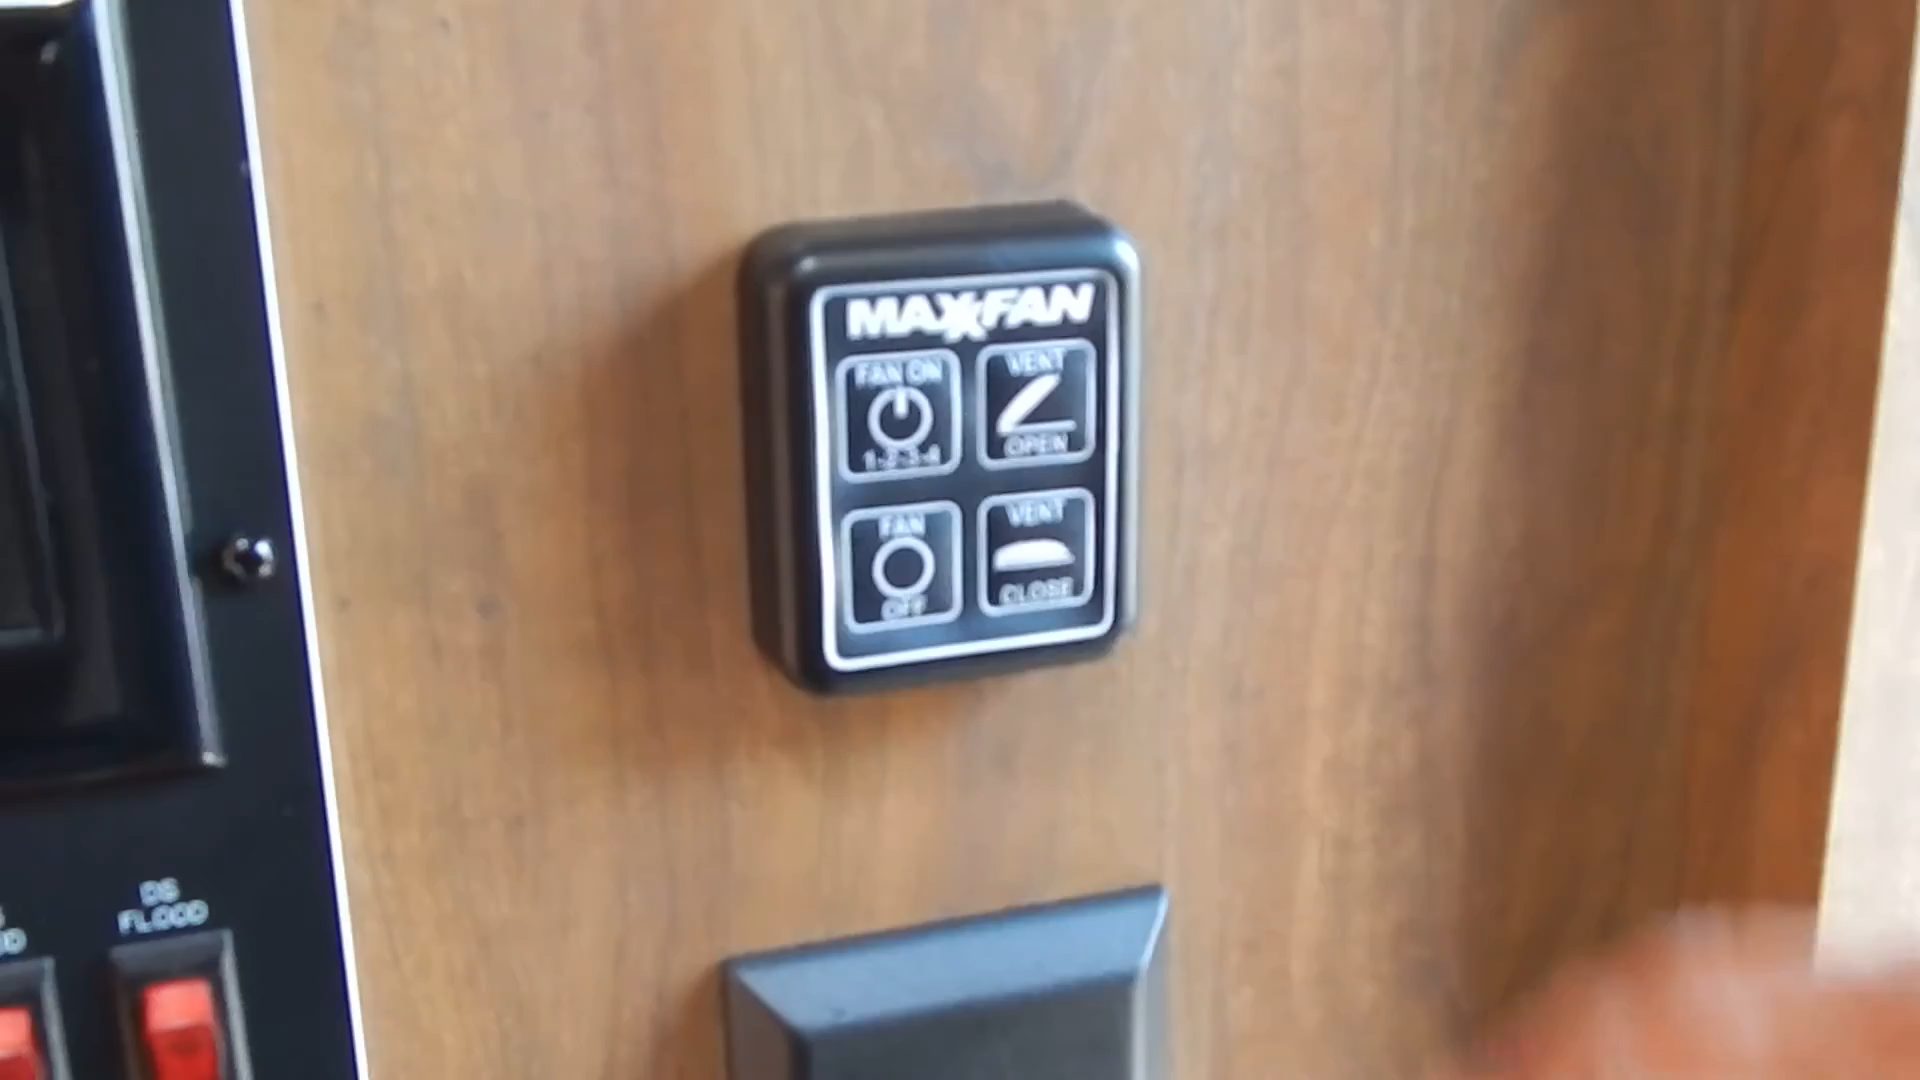 MAXXFAN
FAN ON
1-2-3-4
VENT
OPEN
FAN
OFF
VENT
CLOSE
DS
FLOOD